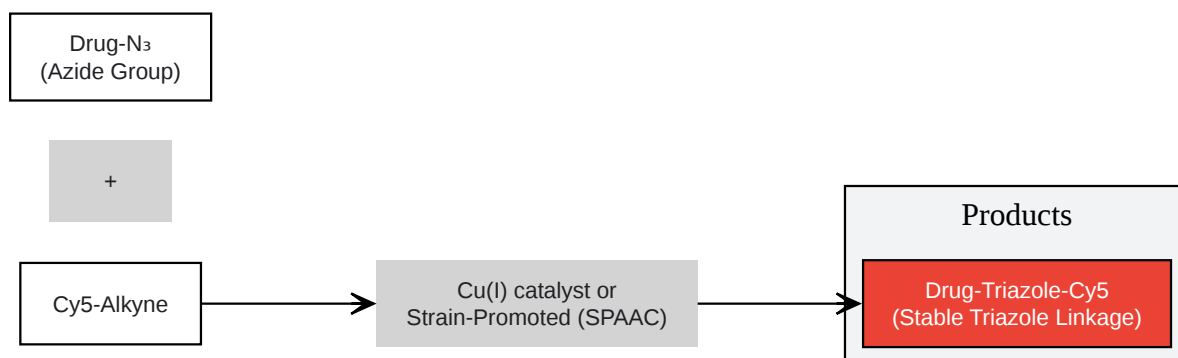 Drug-N₃
(Azide Group)
+
Cy5-Alkyne
Cu(I) catalyst or
Strain-Promoted (SPAAC)
Products
Drug-Triazole-Cy5
(Stable Triazole Linkage)